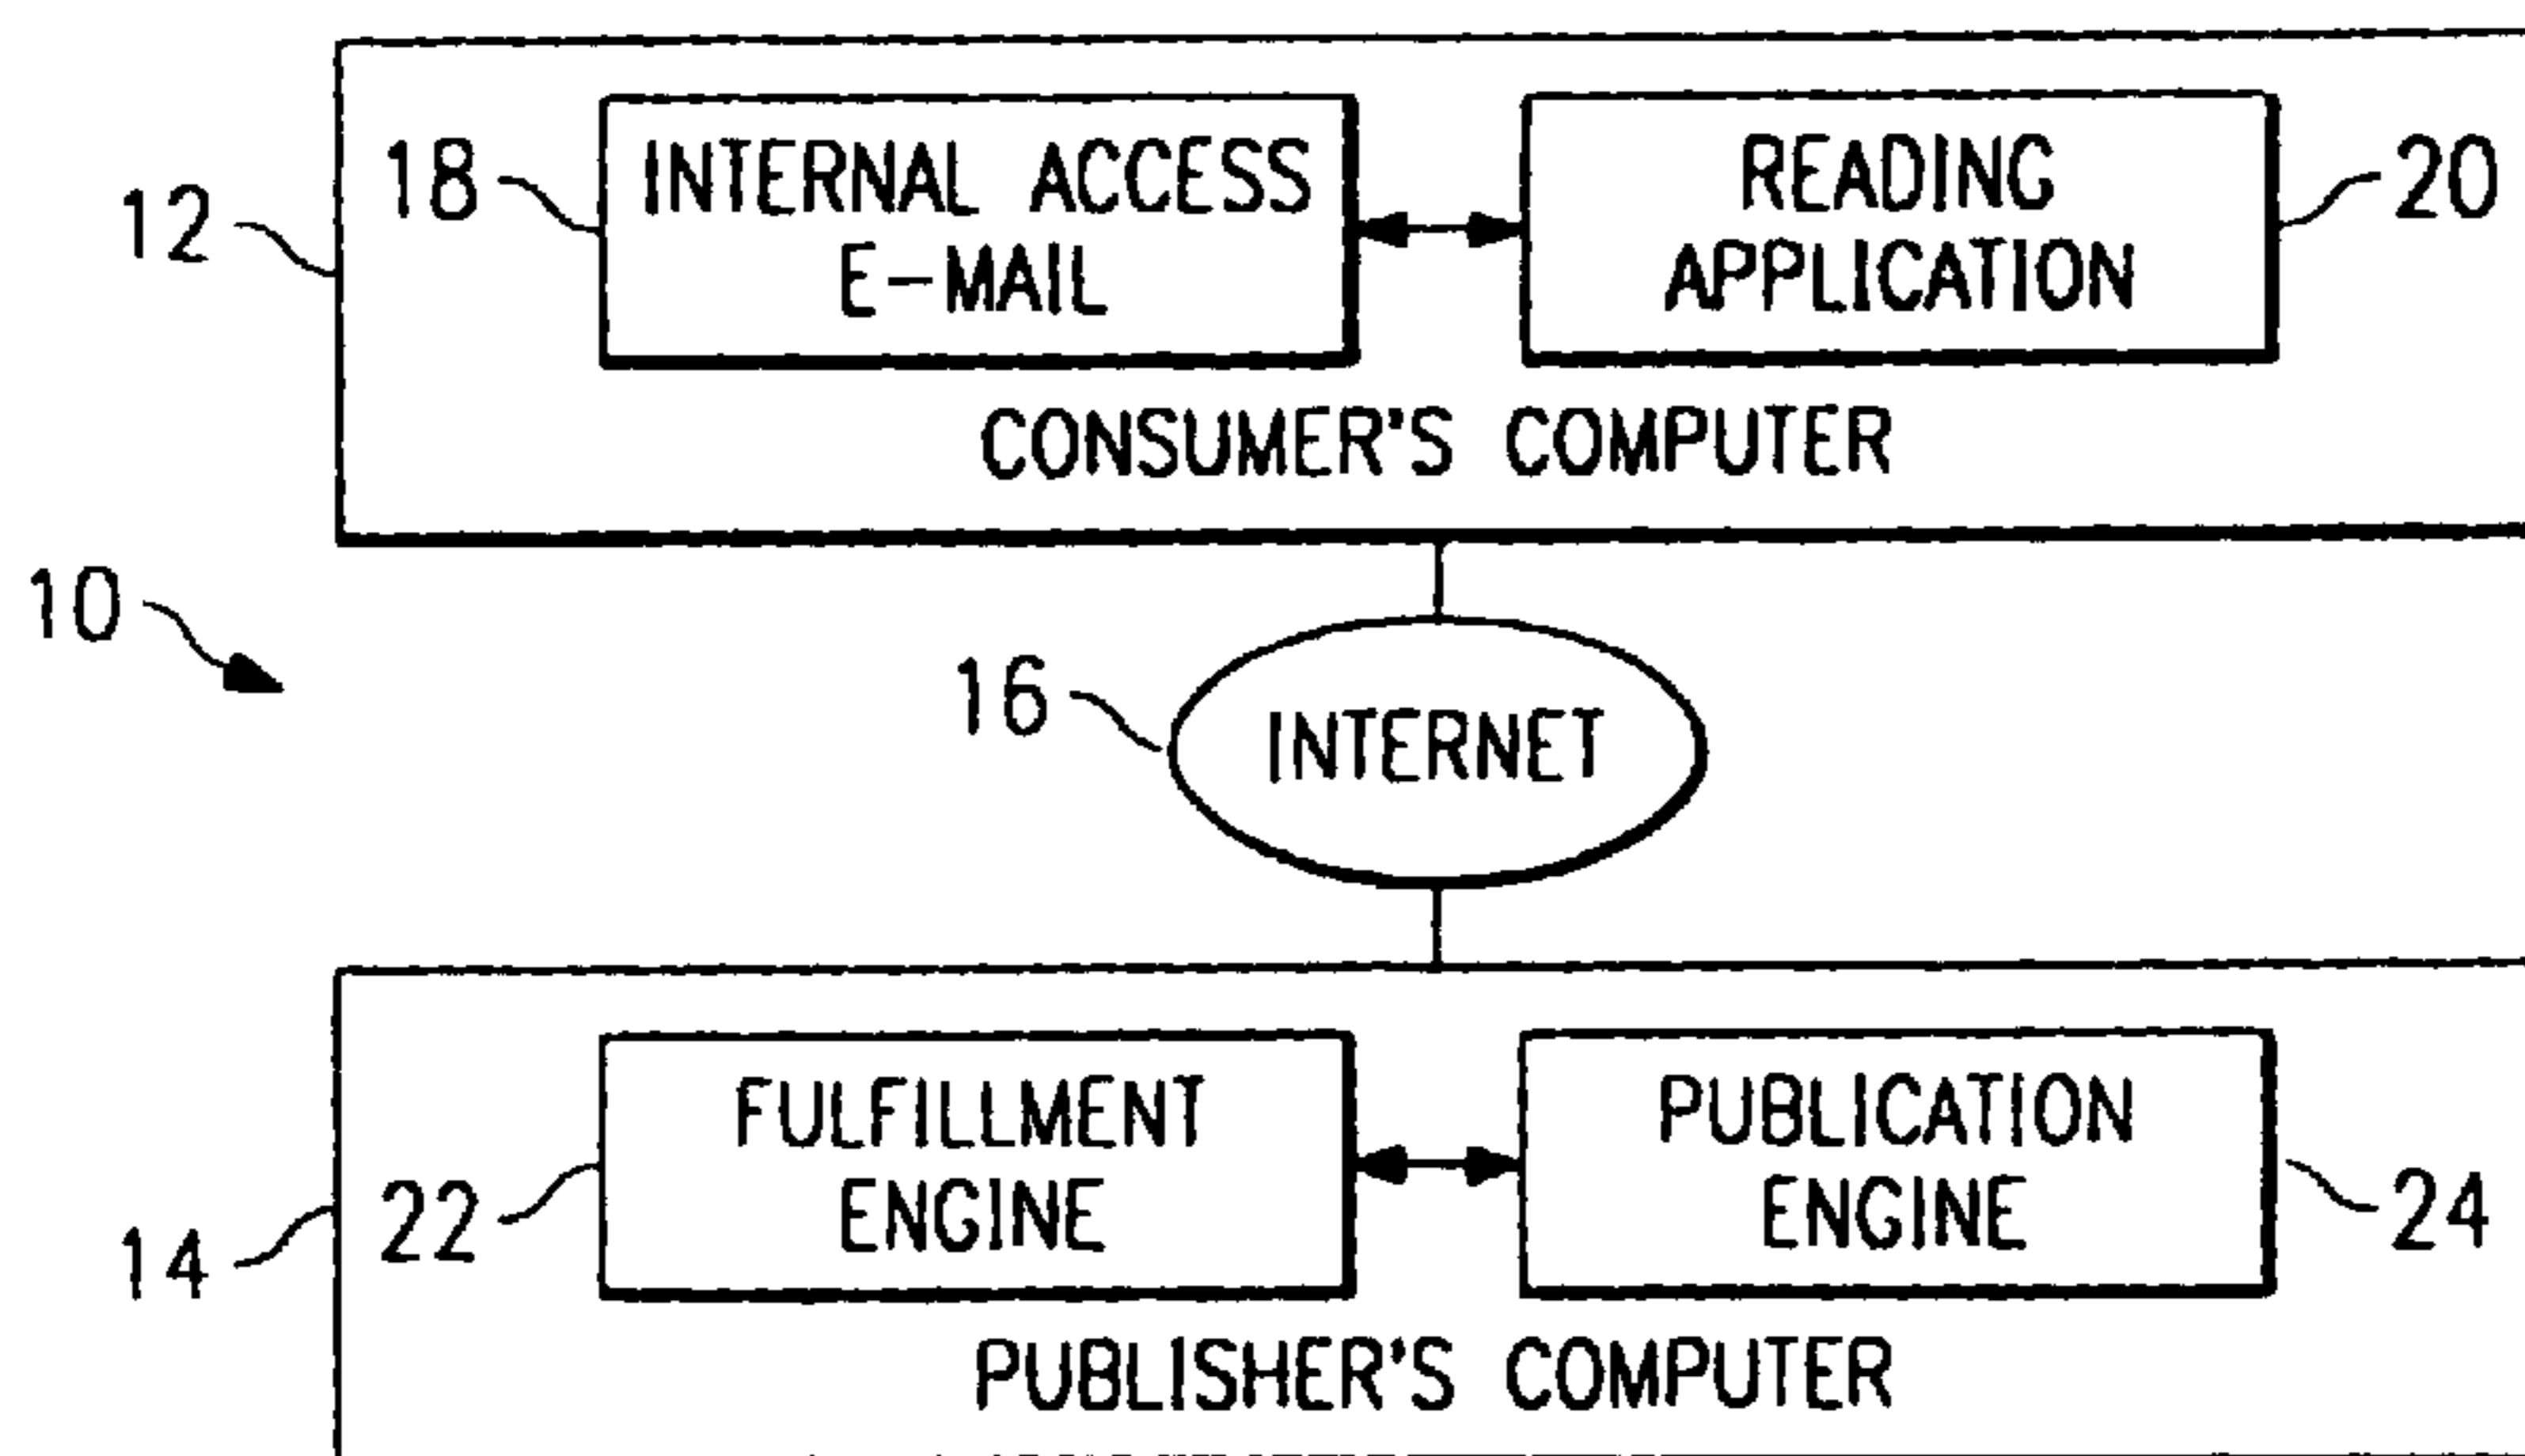 18 INTERNAL ACCESS READING 20
12 E-MAIL APPLICATION
CONSUMER'S COMPUTER
10
16 INTERNET
FULFILLMENT PUBLICATION
14 22 ENGINE ENGINE 24
PUBLISHER'S COMPUTER